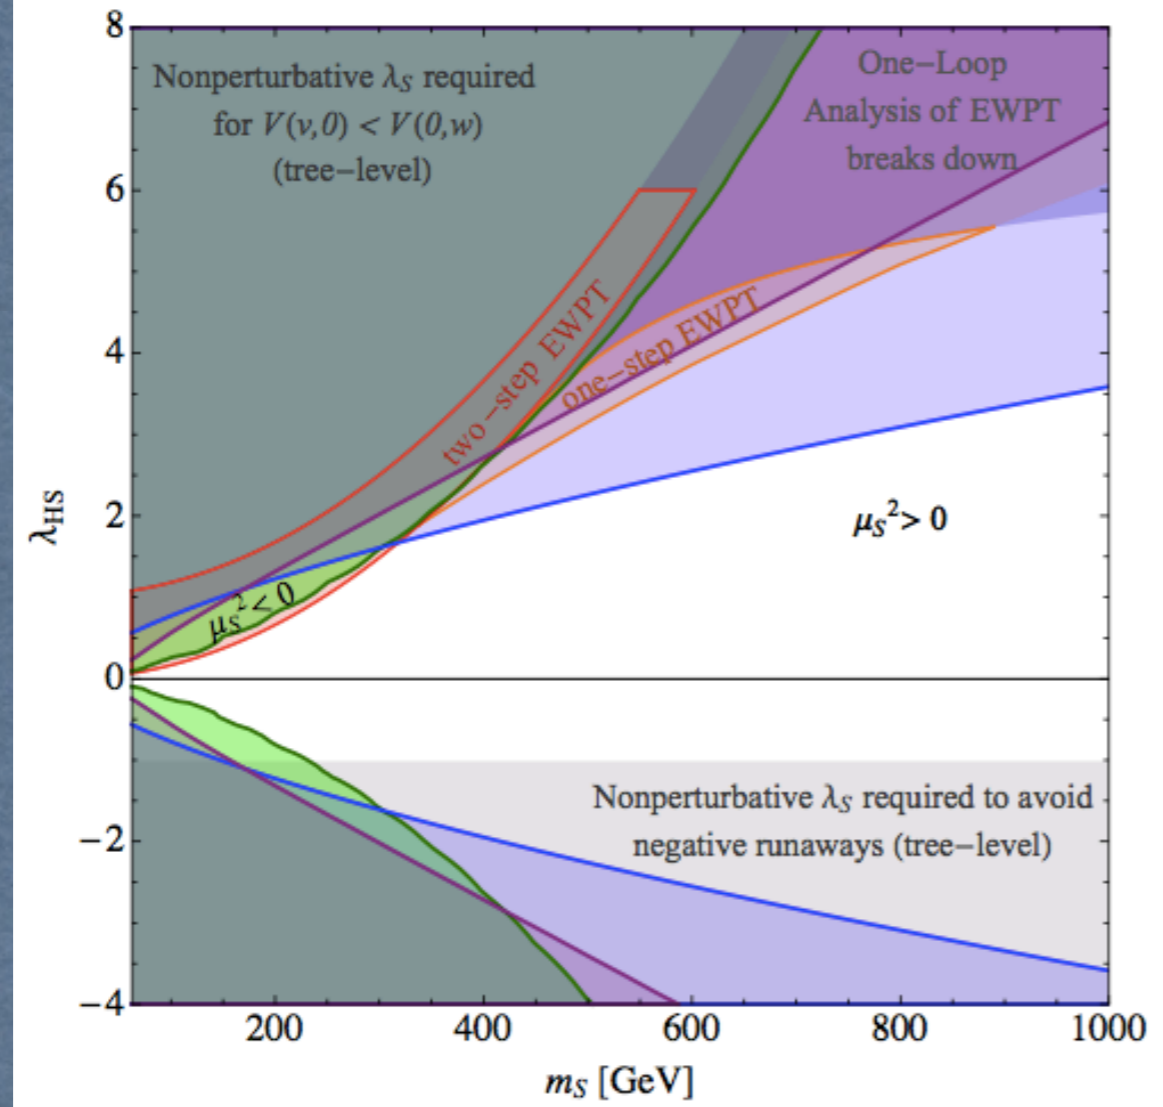 8
Nonperturbative λS required
for V(v,0) < V(0,w)
(tree−level)
One−Loop
Analysis of EWPT
breaks down
6
two−step EWPT
one−step EWPT
4
λHS
2
μS²> 0
μS²< 0
0
Nonperturbative λS required to avoid
negative runaways (tree−level)
−2
−4
200
400
600
800
1000
mS [GeV]